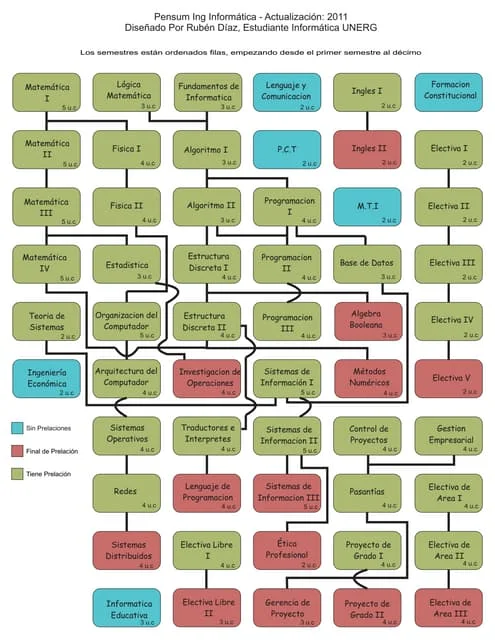 Pensum Ing Informática - Actualización: 2011
Diseñado Por Rubén Díaz, Estudiante Informática UNERG
Los semestres están ordenados filas, empezando desde el primer semestre al décimo
Matemática
I
5 u.c
Lógica
Matemática
3 u.c
Fundamentos de
Informatica
3 u.c
Lenguaje y
Comunicacion
2 u.c
Ingles I
2 u.c
Formacion
Constitucional
Matemática
II
5 u.c
Fisica I
4 u.c
Algoritmo I
3 u.c
P.C.T
2 u.c
Ingles II
2 u.c
Electiva I
2 u.c
Matemática
III
5 u.c
Fisica II
4 u.c
Algoritmo II
3 u.c
Programacion
I
4 u.c
M.T.I
2 u.c
Electiva II
2 u.c
Matemática
IV
5 u.c
Estadistica
3 u.c
Estructura
Discreta I
4 u.c
Programacion
II
4 u.c
Base de Datos
3 u.c
Electiva III
2 u.c
Teoria de
Sistemas
2 u.c
Organizacion del
Computador
5 u.c
Estructura
Discreta II
4 u.c
Programacion
III
4 u.c
Algebra
Booleana
3 u.c
Electiva IV
2 u.c
Ingeniería
Económica
2 u.c
Arquitectura del
Computador
4 u.c
Investigacion de
Operaciones
4 u.c
Sistemas de
Información I
5 u.c
Métodos
Numéricos
4 u.c
Electiva V
2 u.c
Sin Prelaciones
Final de Prelación
Tiene Prelación
Sistemas
Operativos
4 u.c
Traductores e
Interpretes
4 u.c
Sistemas de
Informacion II
5 u.c
Control de
Proyectos
4 u.c
Gestion
Empresarial
4 u.c
Redes
4 u.c
Lenguaje de
Programacion
4 u.c
Sistemas de
Informacion III
5 u.c
Pasantías
4 u.c
Electiva de
Area I
4 u.c
Sistemas
Distribuidos
4 u.c
Electiva Libre
I
3 u.c
Ética
Profesional
2 u.c
Proyecto de
Grado I
4 u.c
Electiva de
Area II
4 u.c
Informatica
Educativa
3 u.c
Electiva Libre
II
3 u.c
Gerencia de
Proyecto
3 u.c
Proyecto de
Grado II
4 u.c
Electiva de
Area III
4 u.c